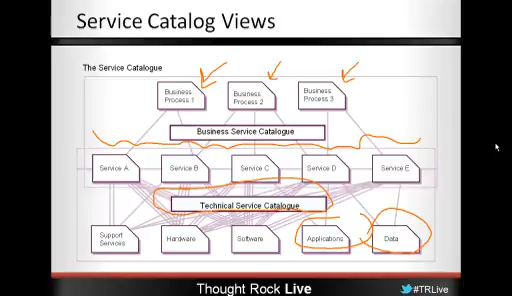 Service Catalog Views
The Service Catalogue
Business
Process 1
Business
Process 2
Business
Process 3
Business Service Catalogue
Service A
Service B
Service C
Service D
Service E
Technical Service Catalogue
Support
Services
Hardware
Software
Applications
Data
Thought Rock Live
#TRLive